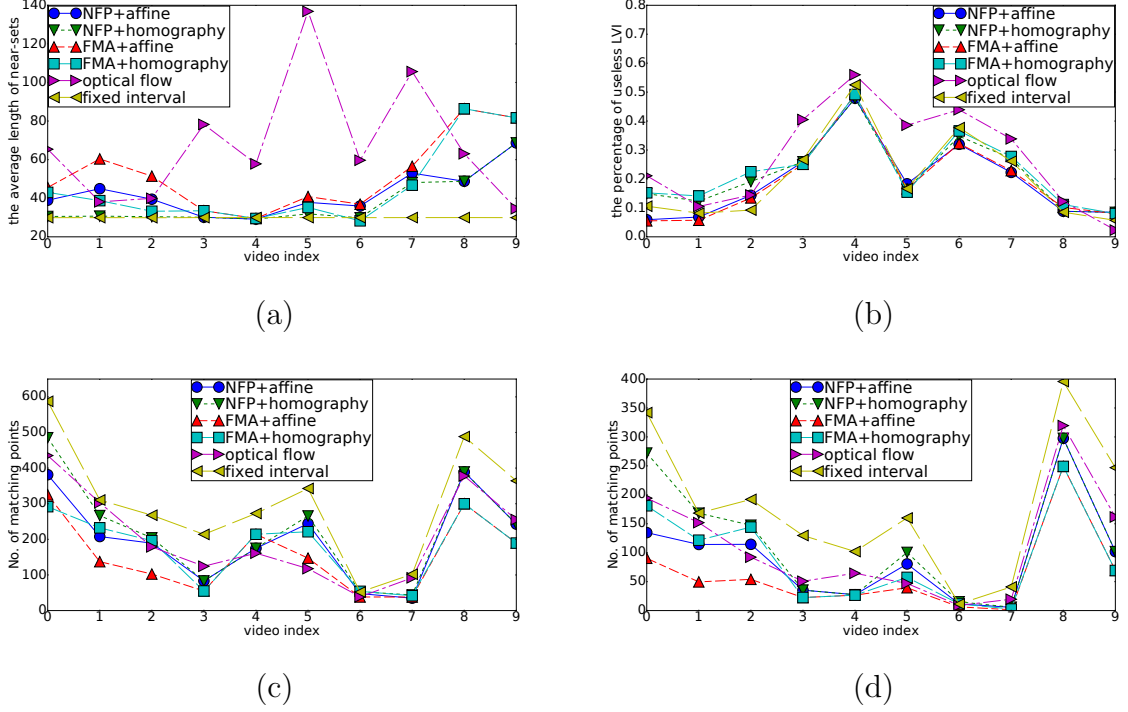 140
120
100
80
60
40
20
the average length of near-sets
NFP+affine
NFP+homography
FMA+affine
FMA+homography
optical flow
fixed interval
0 1 2 3 4 5 6 7 8 9
video index
(a)
0.8
0.7
0.6
0.5
0.4
0.3
0.2
0.1
0.0
the percentage of useless LVI
NFP+affine
NFP+homography
FMA+affine
FMA+homography
optical flow
fixed interval
0 1 2 3 4 5 6 7 8 9
video index
(b)
600
500
400
300
200
100
0
No. of matching points
NFP+affine
NFP+homography
FMA+affine
FMA+homography
optical flow
fixed interval
0 1 2 3 4 5 6 7 8 9
video index
(c)
400
350
300
250
200
150
100
50
0
No. of matching points
NFP+affine
NFP+homography
FMA+affine
FMA+homography
optical flow
fixed interval
0 1 2 3 4 5 6 7 8 9
video index
(d)